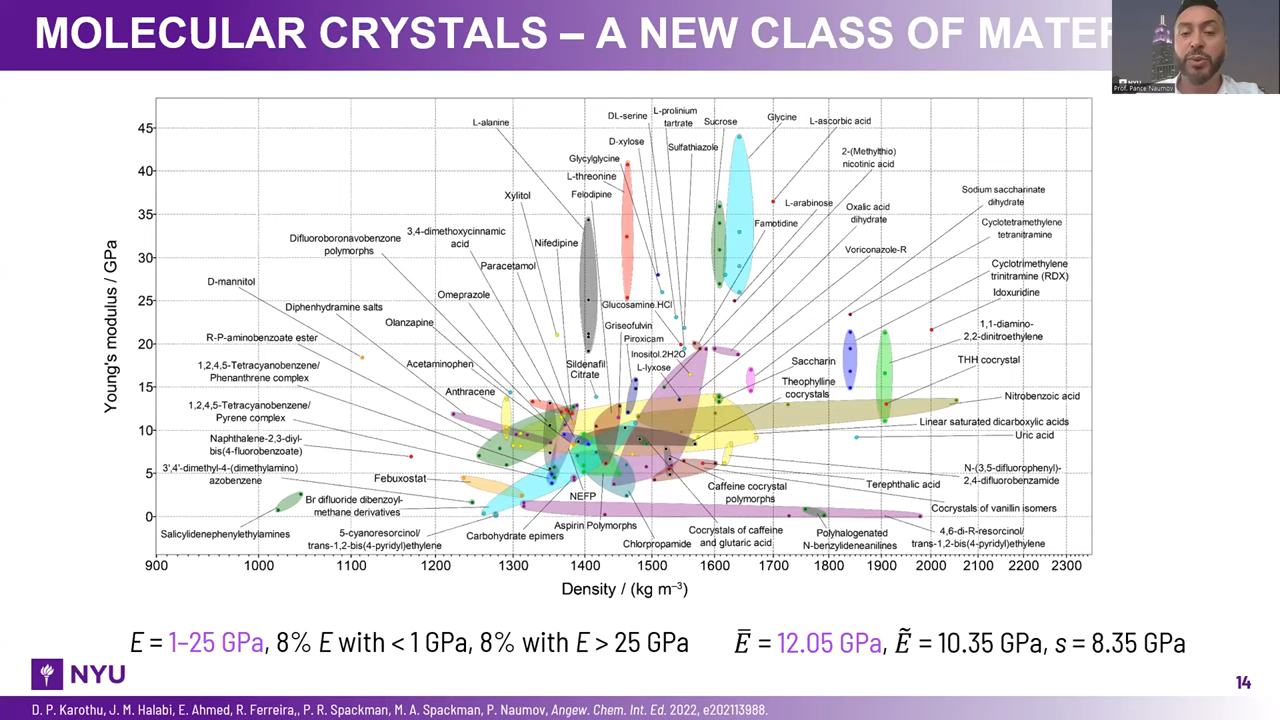 MOLECULAR CRYSTALS – A NEW CLASS OF MATER
NYU
Prof. Pance Naumov
Young's modulus / GPa
45
40
35
30
25
20
15
10
5
0
L-alanine
DL-serine
L-prolinium
tartrate
Sucrose
Glycine
L-ascorbic acid
D-xylose
Sulfathiazole
Glycylglycine
2-(Methylthio)
nicotinic acid
L-threonine
Xylitol
Felodipine
Sodium saccharinate
dihydrate
L-arabinose
Oxalic acid
dihydrate
Difluoroboronavobenzone
polymorphs
3,4-dimethoxycinnamic
acid
Nifedipine
Famotidine
Cyclotetramethylene
tetranitramine
Voriconazole-R
Paracetamol
Cyclotrimethylene
trinitramine (RDX)
D-mannitol
Omeprazole
Idoxuridine
Diphenhydramine salts
Glucosamine.HCl
Olanzapine
Griseofulvin
1,1-diamino-
2,2-dinitroethylene
R-P-aminobenzoate ester
Piroxicam
Inositol.2H2O
Acetaminophen
Sildenafil
Citrate
L-lyxose
Saccharin
THH cocrystal
1,2,4,5-Tetracyanobenzene/
Phenanthrene complex
Anthracene
Theophylline
cocrystals
Nitrobenzoic acid
1,2,4,5-Tetracyanobenzene/
Pyrene complex
Linear saturated dicarboxylic acids
Uric acid
Naphthalene-2,3-diyl-
bis(4-fluorobenzoate)
3',4'-dimethyl-4-(dimethylamino)
azobenzene
Febuxostat
N-(3,5-difluorophenyl)-
2,4-difluorobenzamide
Terephthalic acid
Caffeine cocrystal
polymorphs
NEFP
Br difluoride dibenzoyl-
methane derivatives
Cocrystals of vanillin isomers
Salicylidenephenylethylamines
5-cyanoresorcinol/
trans-1,2-bis(4-pyridyl)ethylene
Carbohydrate epimers
Aspirin Polymorphs
Chlorpropamide
Cocrystals of caffeine
and glutaric acid
Polyhalogenated
N-benzylideneanilines
4,6-di-R-resorcinol/
trans-1,2-bis(4-pyridyl)ethylene
900 1000 1100 1200 1300 1400 1500 1600 1700 1800 1900 2000 2100 2200 2300
Density / (kg m⁻³)
E = 1–25 GPa, 8% E with < 1 GPa, 8% with E > 25 GPa
E̅ = 12.05 GPa, Ẽ = 10.35 GPa, s = 8.35 GPa
NYU
14
D. P. Karothu, J. M. Halabi, E. Ahmed, R. Ferreira,, P. R. Spackman, M. A. Spackman, P. Naumov, Angew. Chem. Int. Ed. 2022, e202113988.